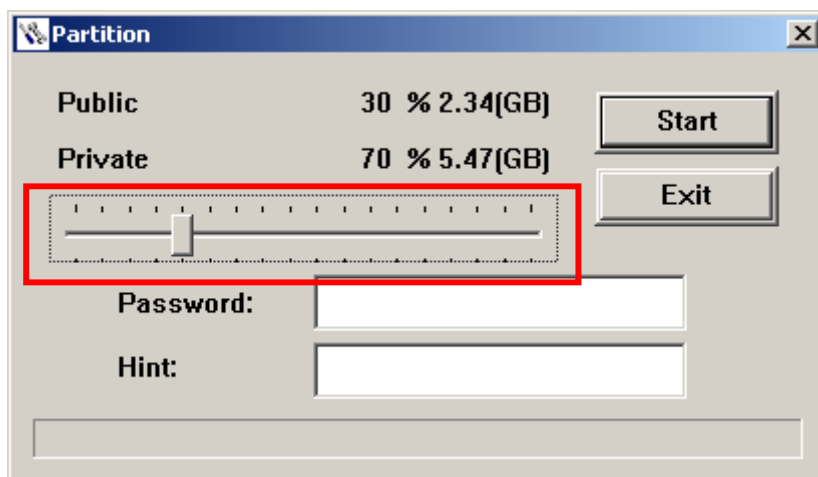 Partition
Public 30 % 2.34(GB)
Private 70 % 5.47(GB)
Start
Exit
Password:
Hint: